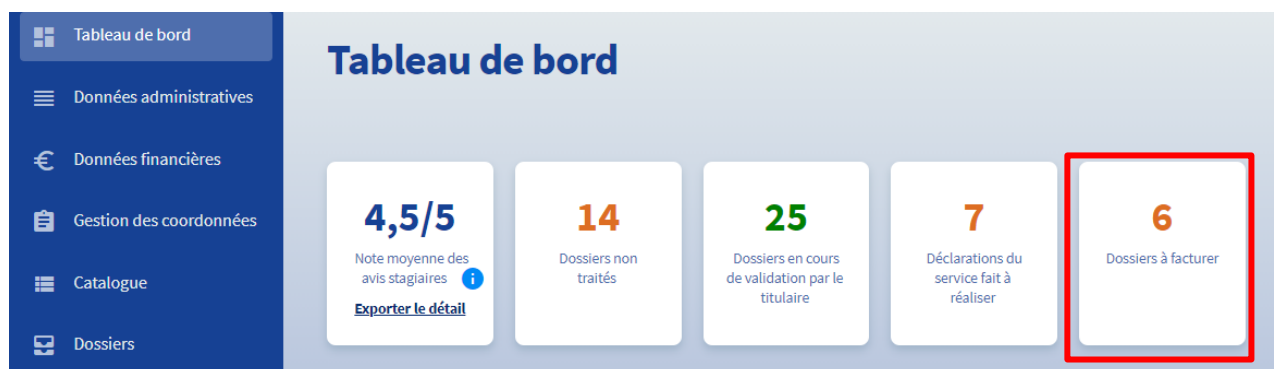 Tableau de bord
Données administratives
Données financières
Gestion des coordonnées
Catalogue
Dossiers
Tableau de bord
4,5/5
Note moyenne des
avis stagiaires i
Exporter le détail
14
Dossiers non
traités
25
Dossiers en cours
de validation par le
titulaire
7
Déclarations du
service fait à
réaliser
6
Dossiers à facturer